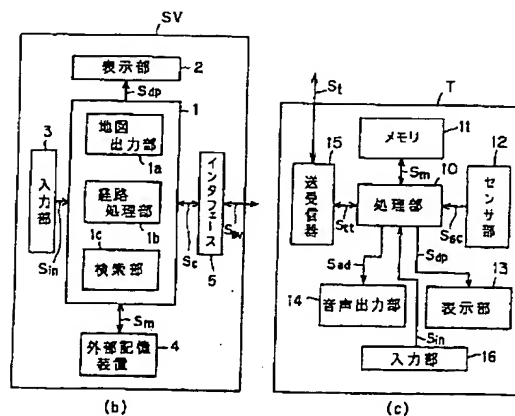 SV
表示部
2
Sdp
1
3
入力部
Sin
地図
出力部
1a
経路
処理部
1b
1c
検索部
Sc
インタフェース
5
Ssv
Sm
外部記憶
装置
4
(b)
St
T
15
送受信器
メモリ
11
12
センサ部
10
Sm
処理部
Stt
Ssc
Sdp
Sad
14
音声出力部
13
表示部
Sin
入力部
16
(c)